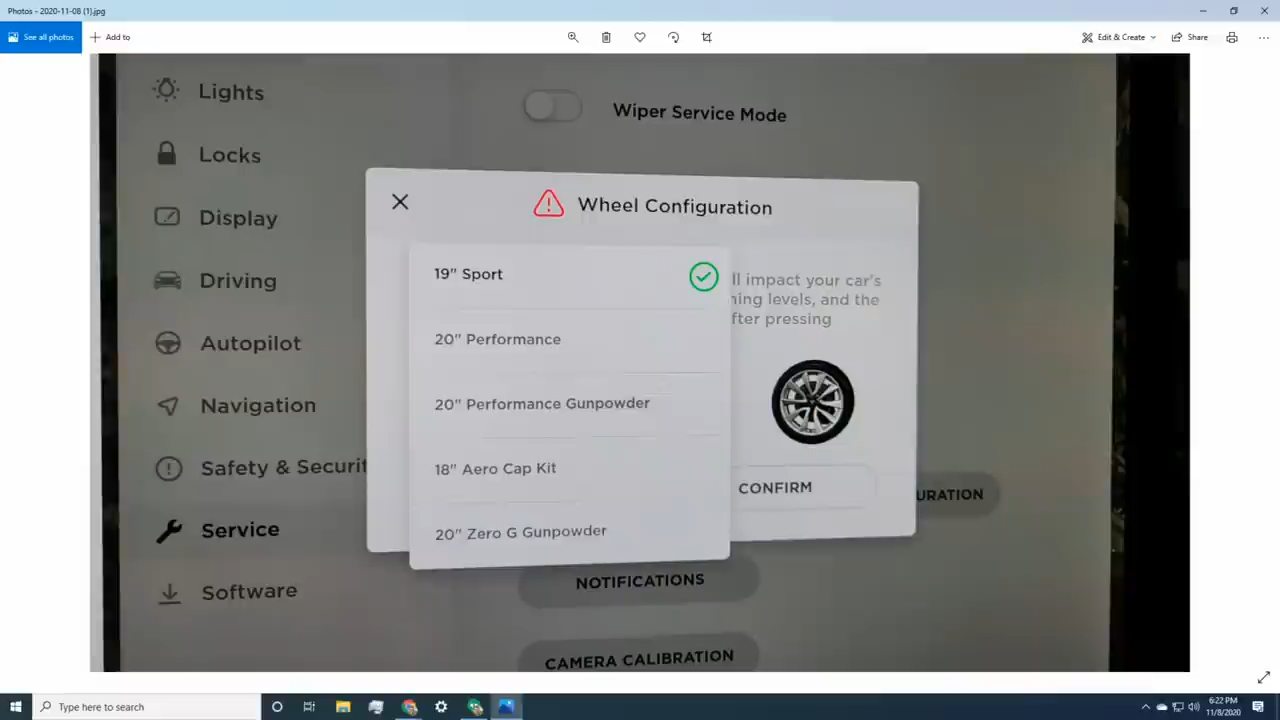 Photos - 2020-11-08 (1).jpg
See all photos
Add to
Edit & Create
Share
Lights
Wiper Service Mode
Locks
Display
Driving
Autopilot
Navigation
Safety & Securit
Service
Software
Wheel Configuration
19" Sport
20" Performance
20" Performance Gunpowder
18" Aero Cap Kit
20" Zero G Gunpowder
ll impact your car's
ning levels, and the
fter pressing
CONFIRM
URATION
NOTIFICATIONS
CAMERA CALIBRATION
Type here to search
6:22 PM
11/8/2020